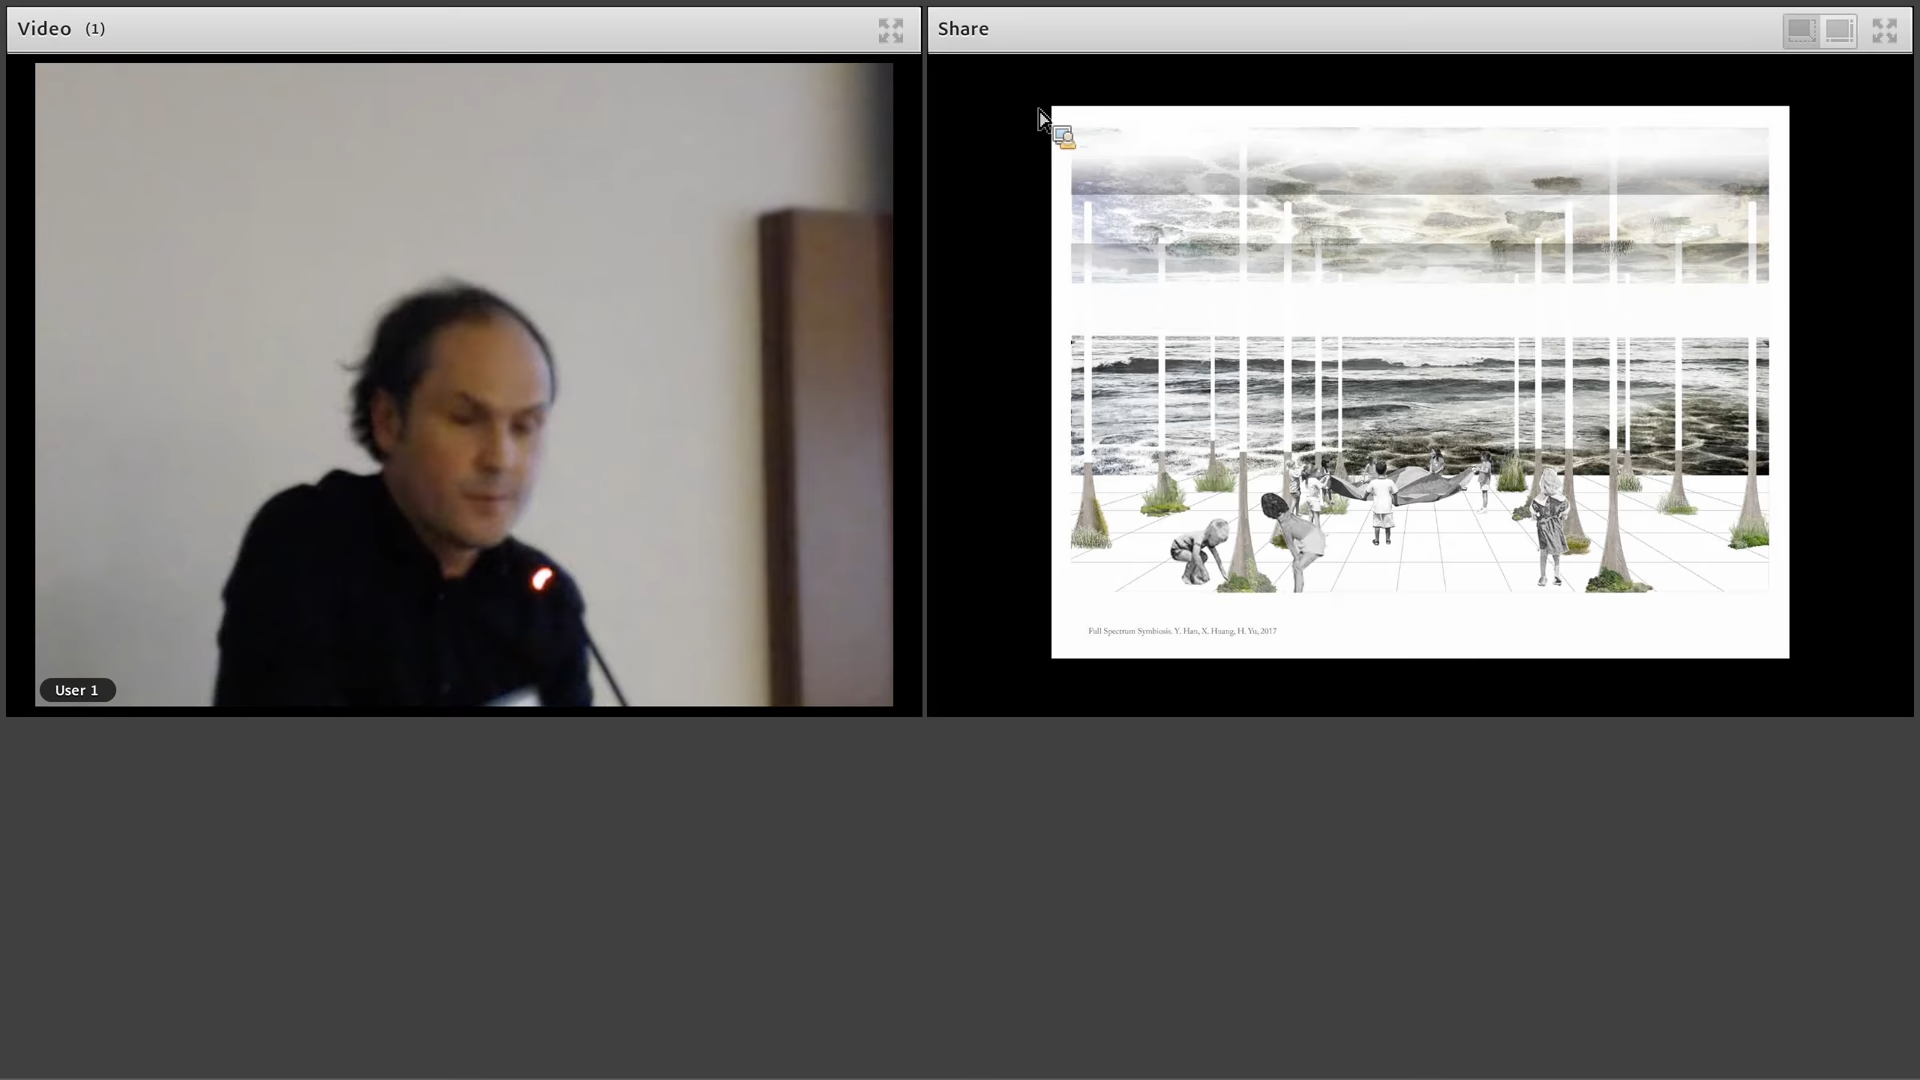 Video (1)
Share
User 1
Full Spectrum Symbiosis. Y. Han, X. Huang, H. Yu, 2017